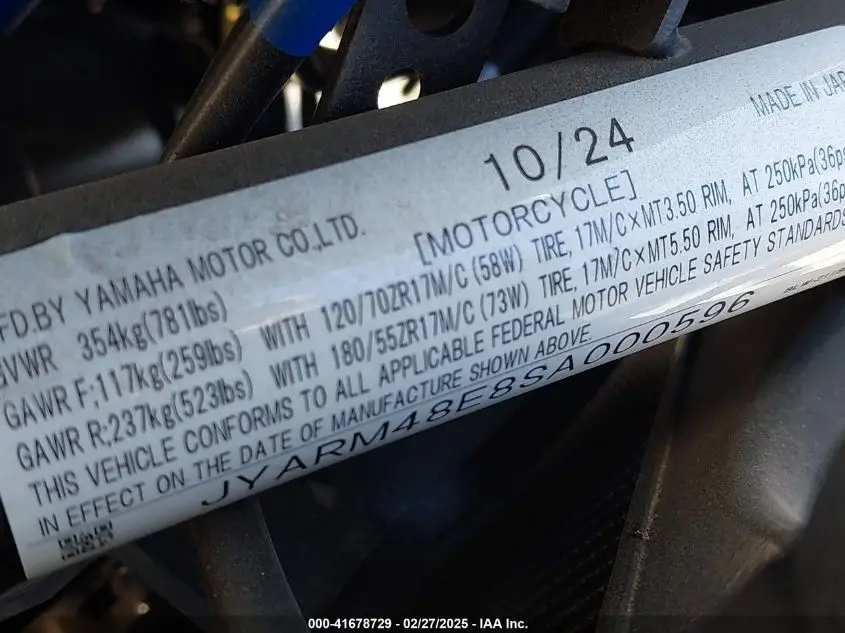 MADE IN JAP
10/24
FD.BY YAMAHA MOTOR CO.,LTD.
[MOTORCYCLE]
GVWR 354kg(781lbs)
GAWR F;117kg(259lbs) WITH 120/70ZR17M/C (58W) TIRE, 17M/C×MT3.50 RIM, AT 250kPa(36ps
GAWR R;237kg(523lbs) WITH 180/55ZR17M/C (73W) TIRE, 17M/C×MT5.50 RIM, AT 250kPa(36p
THIS VEHICLE CONFORMS TO ALL APPLICABLE FEDERAL MOTOR VEHICLE SAFETY STANDARDS
IN EFFECT ON THE DATE OF MANUFACTURE SHOWN ABOVE.
JYARM48E8SA000596
000-41678729 - 02/27/2025 - IAA Inc.